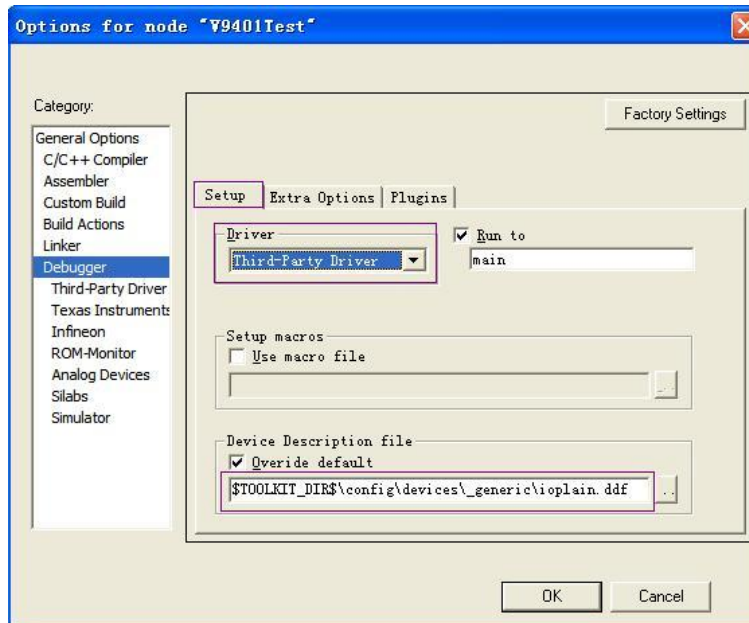 Options for node "V9401Test"
Category:
Factory Settings
General Options
C/C++ Compiler
Assembler
Custom Build
Build Actions
Linker
Debugger
Third-Party Driver
Texas Instruments
Infineon
ROM-Monitor
Analog Devices
Silabs
Simulator
Setup Extra Options Plugins
Driver
Third-Party Driver
Run to
main
Setup macros
Use macro file
...
Device Description file
Overide default
$TOOLKIT_DIR$\config\devices\_generic\ioplain.ddf
...
OK Cancel